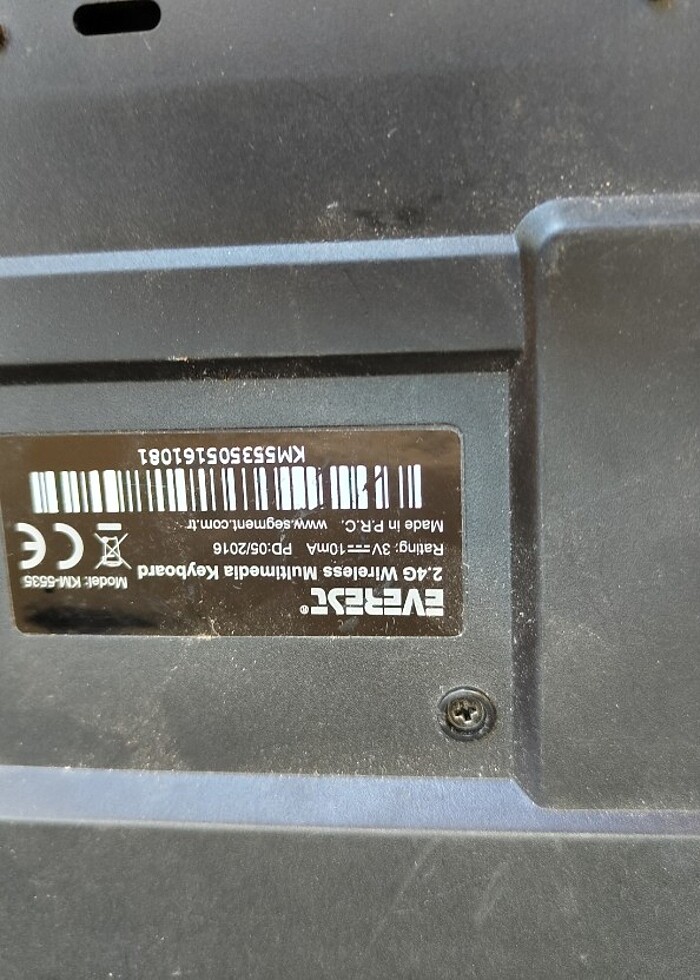 EVEREST®
2.4G Wireless Multimedia Keyboard
Model: KM-5535
Rating: 3V⎓10mA PD:05/2016
Made in P.R.C. www.segment.com.tr
CE
KM553505161081